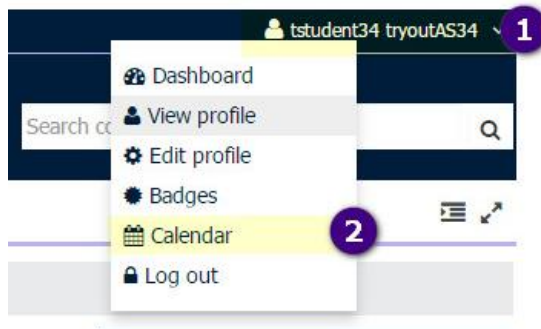 tstudent34 tryoutAS34 1
Dashboard
Search co
View profile
Edit profile
Badges
Calendar 2
Log out